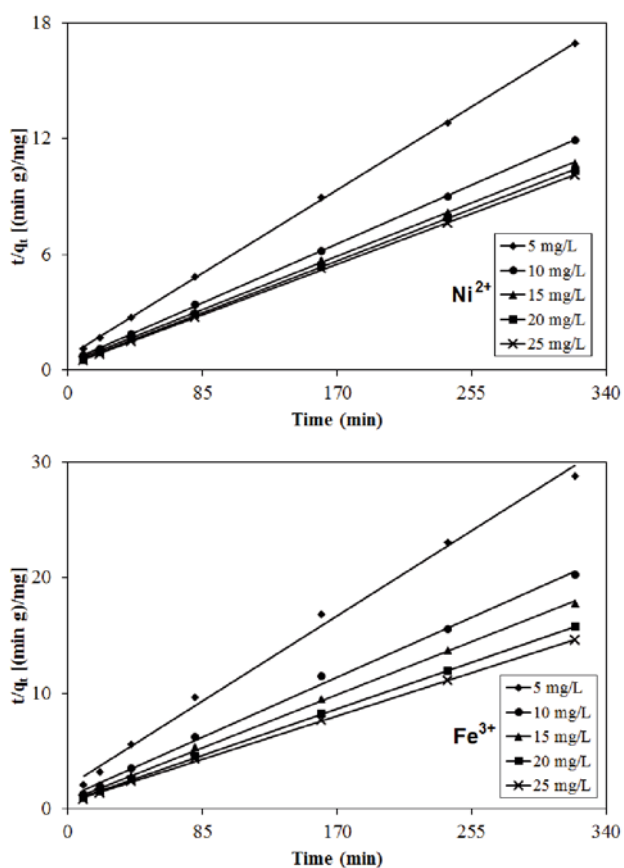 18
12
6
0
t/qt [(min g)/mg]
5 mg/L
10 mg/L
15 mg/L
20 mg/L
25 mg/L
Ni2+
0 85 170 255 340
Time (min)
30
20
10
0
t/qt [(min g)/mg]
5 mg/L
10 mg/L
15 mg/L
20 mg/L
25 mg/L
Fe3+
0 85 170 255 340
Time (min)